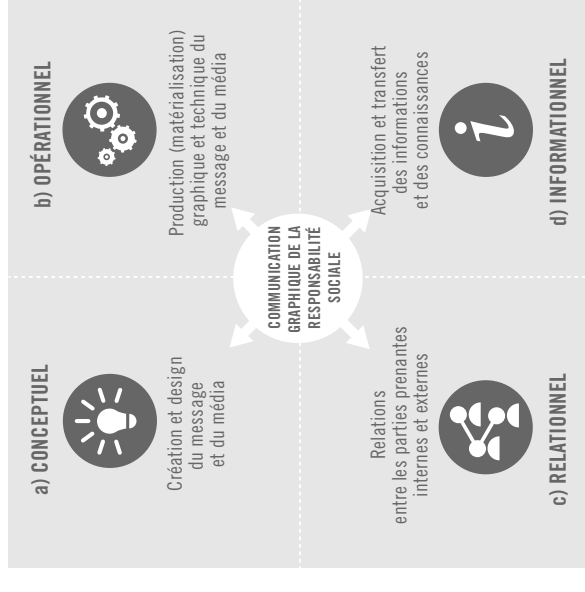 a) CONCEPTUEL
Création et design
du message
et du média
b) OPÉRATIONNEL
Production (matérialisation)
graphique et technique du
message et du média
COMMUNICATION
GRAPHIQUE DE LA
RESPONSABILITÉ
SOCIALE
Relations
entre les parties prenantes
internes et externes
c) RELATIONNEL
Acquisition et transfert
des informations
et des connaissances
i
d) INFORMATIONNEL